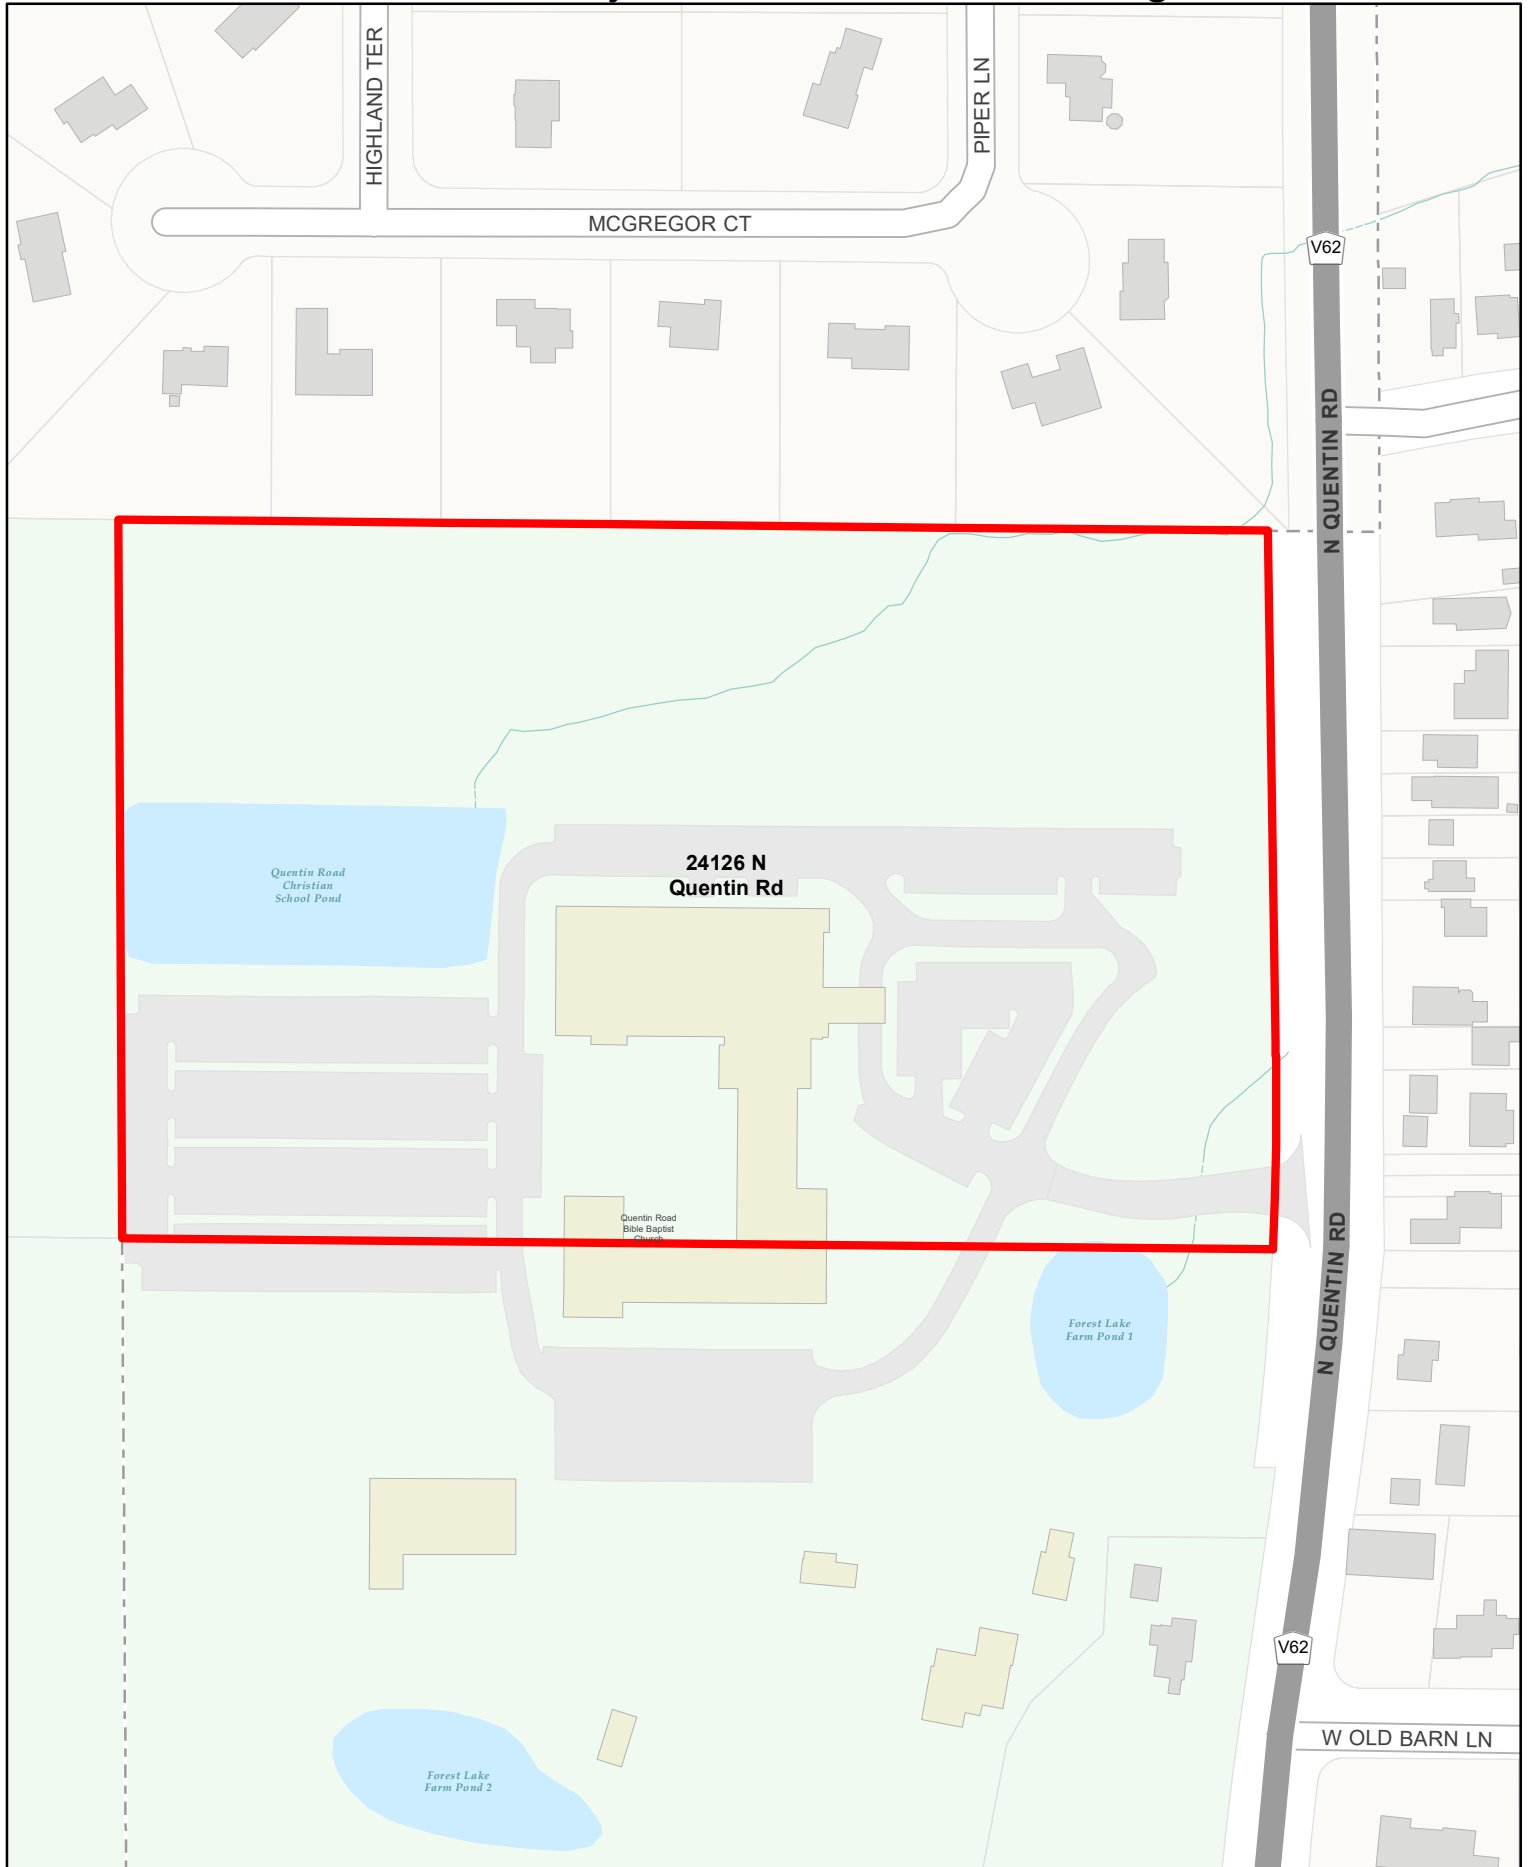 HIGHLAND TER
PIPER LN
MCGREGOR CT
V62
N QUENTIN RD
24126 N
Quentin Rd
Quentin Road
Christian
School Pond
Quentin Road
Bible Baptist
Church
N QUENTIN RD
Forest Lake
Farm Pond 1
V62
W OLD BARN LN
Forest Lake
Farm Pond 2